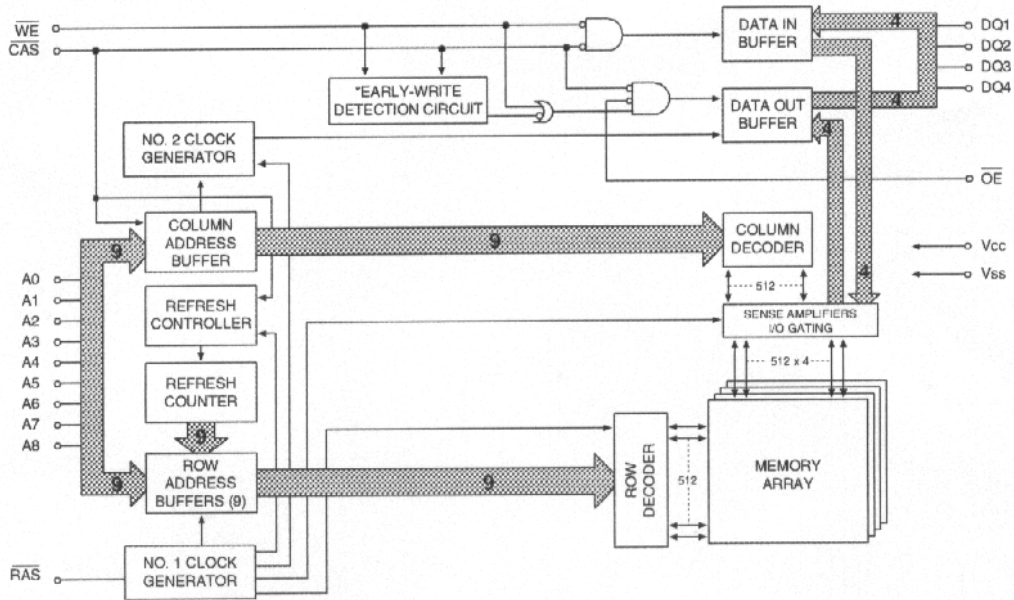 WE
CAS
*EARLY-WRITE
DETECTION CIRCUIT
DATA IN
BUFFER
DATA OUT
BUFFER
4
4
4
4
DQ1
DQ2
DQ3
DQ4
OE
NO. 2 CLOCK
GENERATOR
COLUMN
ADDRESS
BUFFER
9
9
COLUMN
DECODER
Vcc
Vss
512
SENSE AMPLIFIERS
I/O GATING
A0
A1
A2
A3
A4
A5
A6
A7
A8
REFRESH
CONTROLLER
REFRESH
COUNTER
9
512 x 4
9
ROW
ADDRESS
BUFFERS (9)
9
ROW
DECODER
512
MEMORY
ARRAY
RAS
NO. 1 CLOCK
GENERATOR